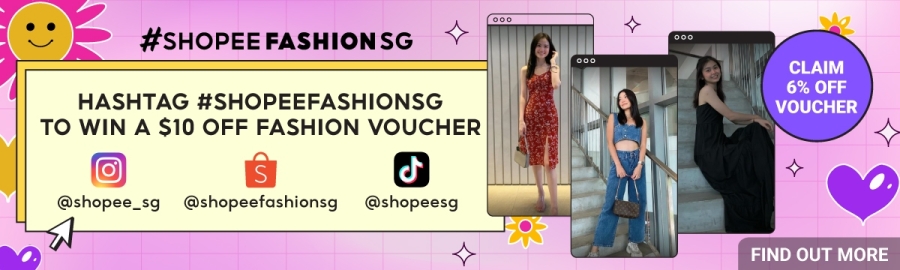 #SHOPEEFASHIONSG
HASHTAG #SHOPEEFASHIONSG
TO WIN A $10 OFF FASHION VOUCHER
@shopee_sg
@shopeefashionsg
@shopeesg
CLAIM
6% OFF
VOUCHER
FIND OUT MORE